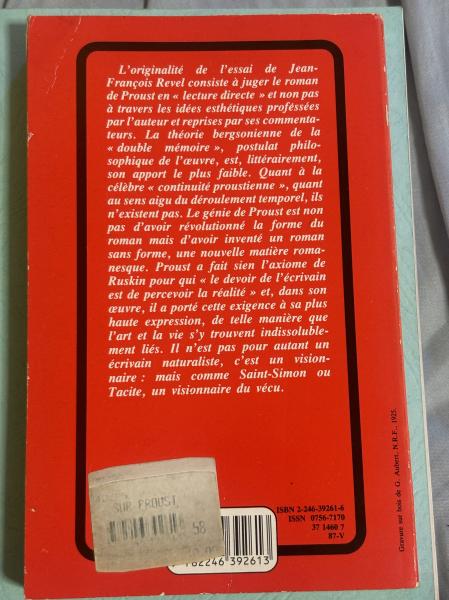 L'originalité de l'essai de Jean-
François Revel consiste à juger le roman
de Proust en « lecture directe » et non pas
à travers les idées esthétiques proféssées
par l'auteur et reprises par ses commenta-
teurs. La théorie bergsonienne de la
« double mémoire », postulat philo-
sophique de l'œuvre, est, littérairement,
son apport le plus faible. Quant à la
célèbre « continuité proustienne », quant
au sens aigu du déroulement temporel, ils
n'existent pas. Le génie de Proust est non
pas d'avoir révolutionné la forme du
roman mais d'avoir inventé un roman
sans forme, une nouvelle matière roma-
nesque. Proust a fait sien l'axiome de
Ruskin pour qui « le devoir de l'écrivain
est de percevoir la réalité » et, dans son
œuvre, il a porté cette exigence à sa plus
haute expression, de telle manière que
l'art et la vie s'y trouvent indissoluble-
ment liés. Il n'est pas pour autant un
écrivain naturaliste, c'est un vision-
naire : mais comme Saint-Simon ou
Tacite, un visionnaire du vécu.
Gravure sur bois de G. Aubert, N.R.F., 1925.
SUR PROUST
58
ISBN 2-246-39261-6
ISSN 0756-7170
37 1460 7
87-V
782246 392613